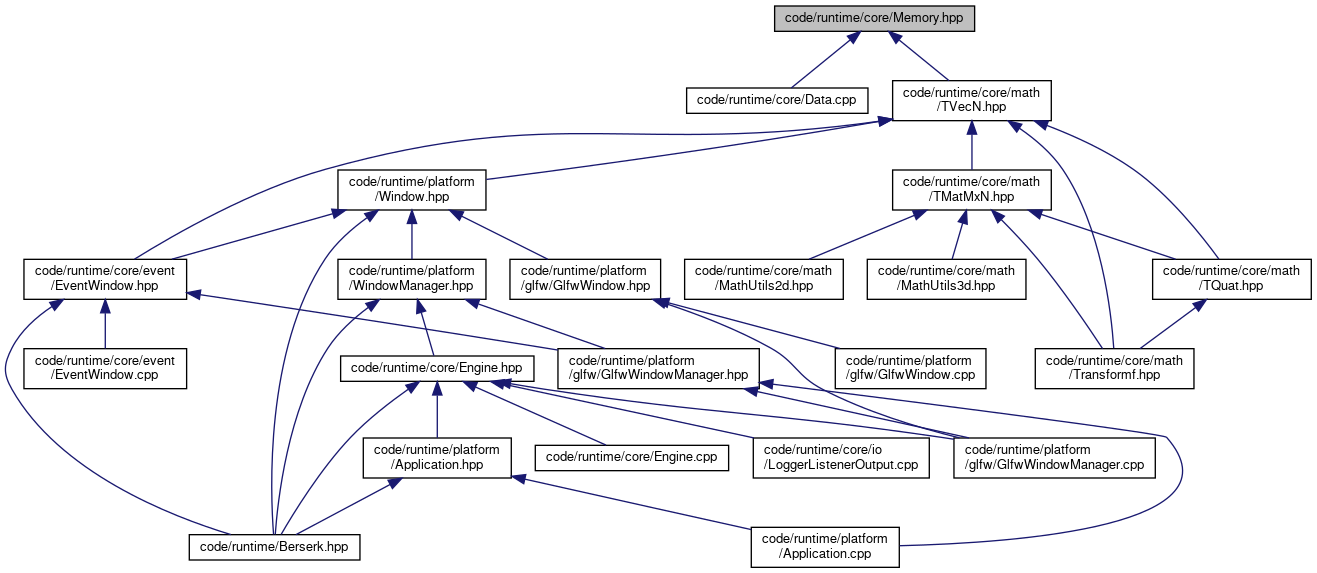 code/runtime/core/Memory.hpp
code/runtime/core/Data.cpp
code/runtime/core/math
/TVecN.hpp
code/runtime/platform
/Window.hpp
code/runtime/core/math
/TMatMxN.hpp
code/runtime/core/event
/EventWindow.hpp
code/runtime/platform
/WindowManager.hpp
code/runtime/platform
/glfw/GlfwWindow.hpp
code/runtime/core/math
/MathUtils2d.hpp
code/runtime/core/math
/MathUtils3d.hpp
code/runtime/core/math
/TQuat.hpp
code/runtime/core/event
/EventWindow.cpp
code/runtime/core/Engine.hpp
code/runtime/platform
/glfw/GlfwWindowManager.hpp
code/runtime/platform
/glfw/GlfwWindow.cpp
code/runtime/core/math
/Transformf.hpp
code/runtime/platform
/Application.hpp
code/runtime/core/Engine.cpp
code/runtime/core/io
/LoggerListenerOutput.cpp
code/runtime/platform
/glfw/GlfwWindowManager.cpp
code/runtime/Berserk.hpp
code/runtime/platform
/Application.cpp